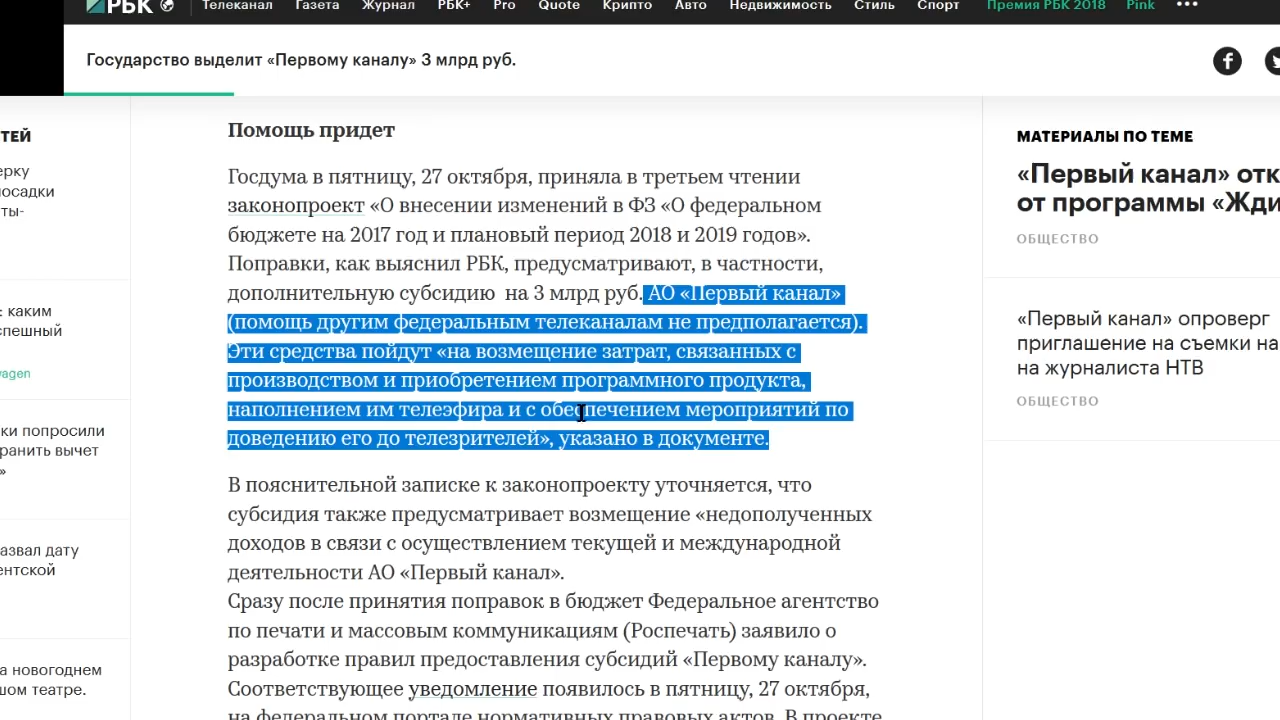 РБК
Телеканал Газета Журнал РБК+ Pro Quote Крипто Авто Недвижимость Стиль Спорт Премия РБК 2018 Pink
Государство выделит «Первому каналу» 3 млрд руб.
ТЕЙ
ерку
посадки
ты-
: каким
спешный
wagen
ки попросили
ранить вычет
»
азвал дату
ентской
а новогоднем
шом театре.
Помощь придет
Госдума в пятницу, 27 октября, приняла в третьем чтении
законопроект «О внесении изменений в ФЗ «О федеральном
бюджете на 2017 год и плановый период 2018 и 2019 годов».
Поправки, как выяснил РБК, предусматривают, в частности,
дополнительную субсидию на 3 млрд руб. АО «Первый канал»
(помощь другим федеральным телеканалам не предполагается).
Эти средства пойдут «на возмещение затрат, связанных с
производством и приобретением программного продукта,
наполнением им телеэфира и с обеспечением мероприятий по
доведению его до телезрителей», указано в документе.
В пояснительной записке к законопроекту уточняется, что
субсидия также предусматривает возмещение «недополученных
доходов в связи с осуществлением текущей и международной
деятельности АО «Первый канал».
Сразу после принятия поправок в бюджет Федеральное агентство
по печати и массовым коммуникациям (Роспечать) заявило о
разработке правил предоставления субсидий «Первому каналу».
Соответствующее уведомление появилось в пятницу, 27 октября,
на федеральном портале нормативных правовых актов. В проекте
МАТЕРИАЛЫ ПО ТЕМЕ
«Первый канал» отк
от программы «Жди
ОБЩЕСТВО
«Первый канал» опроверг
приглашение на съемки на
на журналиста НТВ
ОБЩЕСТВО